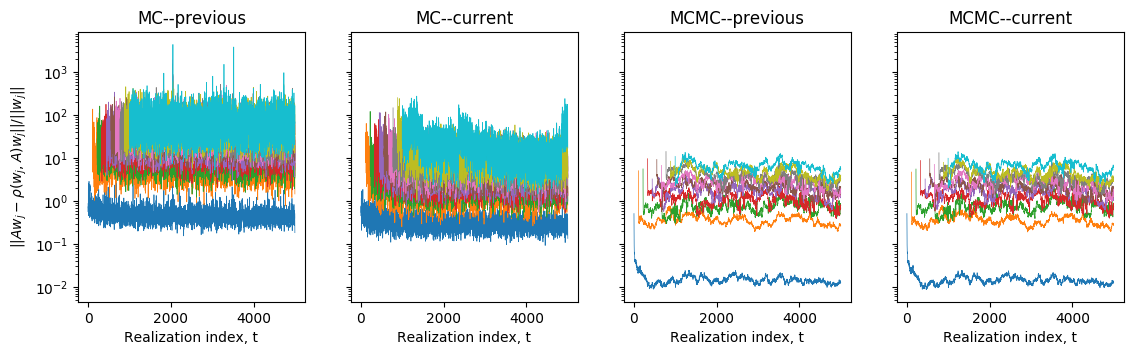 MC--previous
MC--current
MCMC--previous
MCMC--current
||Aw_j − ρ(w_j, A)w_j||/||w_j||
10^3
10^2
10^1
10^0
10^−1
10^−2
0 2000 4000
0 2000 4000
0 2000 4000
0 2000 4000
Realization index, t
Realization index, t
Realization index, t
Realization index, t